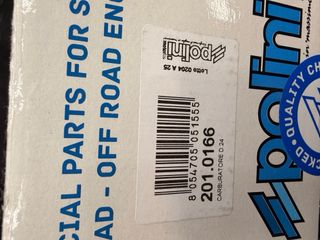 CIAL PARTS FOR S
AD - OFF ROAD EN
polini
Lotto 0204 A 25
8 054705 051555
201.0166
CARBURATORE D.24
polini
QUALITY CH
CKED